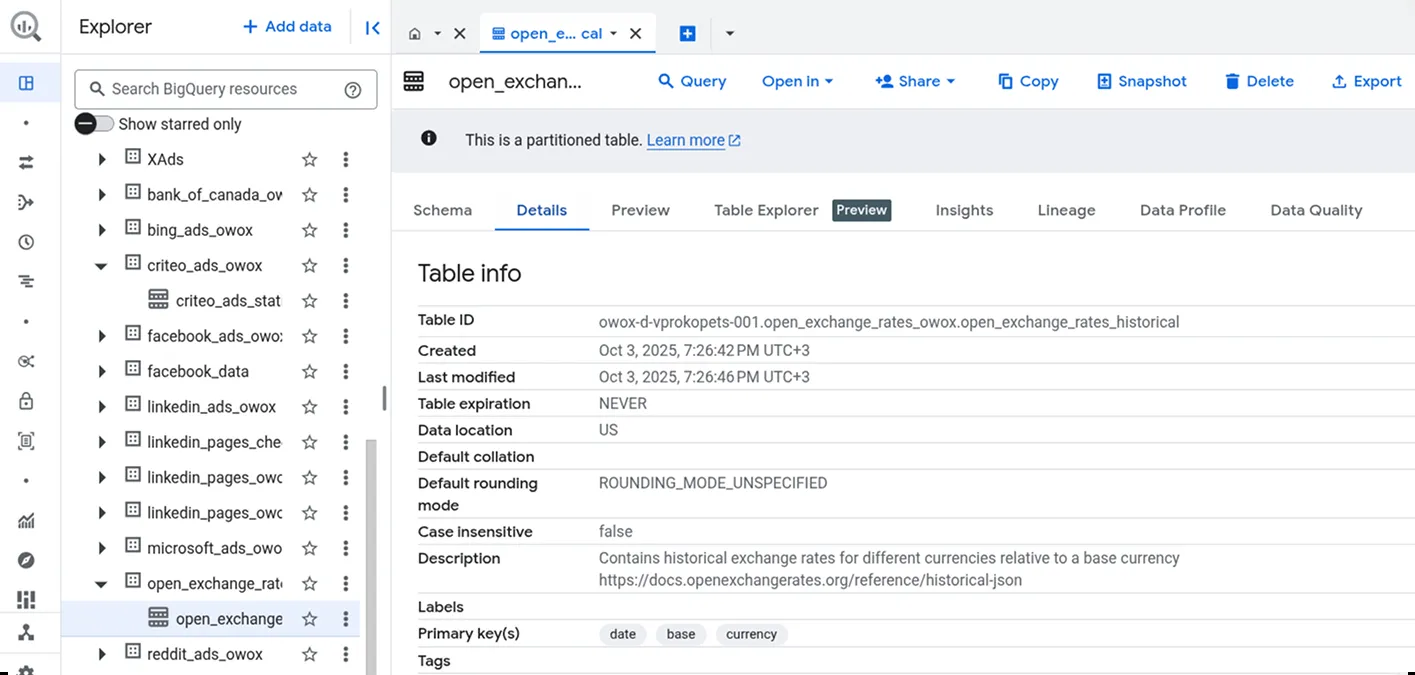 Explorer
Add data
Search BigQuery resources
Show starred only
XAds
bank_of_canada_ow
bing_ads_owox
criteo_ads_owox
criteo_ads_stat
facebook_ads_owox
facebook_data
linkedin_ads_owox
linkedin_pages_che
linkedin_pages_owo
linkedin_pages_owo
microsoft_ads_owo
open_exchange_rate
open_exchange
reddit_ads_owox
open_e... cal
open_exchan...
Query
Open in
Share
Copy
Snapshot
Delete
Export
This is a partitioned table. Learn more
Schema
Details
Preview
Table Explorer Preview
Insights
Lineage
Data Profile
Data Quality
Table info
Table ID owox-d-vprokopets-001.open_exchange_rates_owox.open_exchange_rates_historical
Created Oct 3, 2025, 7:26:42 PM UTC+3
Last modified Oct 3, 2025, 7:26:46 PM UTC+3
Table expiration NEVER
Data location US
Default collation
Default rounding mode ROUNDING_MODE_UNSPECIFIED
Case insensitive false
Description Contains historical exchange rates for different currencies relative to a base currency
https://docs.openexchangerates.org/reference/historical-json
Labels
Primary key(s) date base currency
Tags